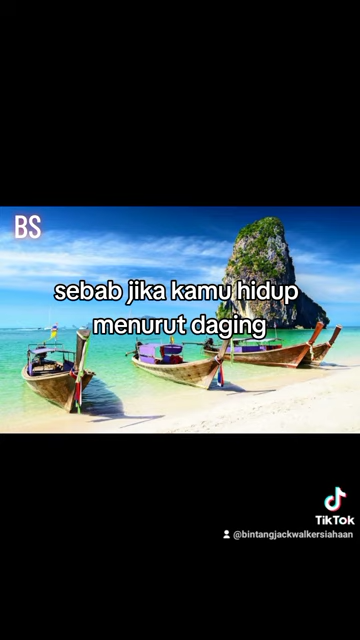 BS
sebab jika kamu hidup
menurut daging
TikTok
@bintangjackwalkersiahaan